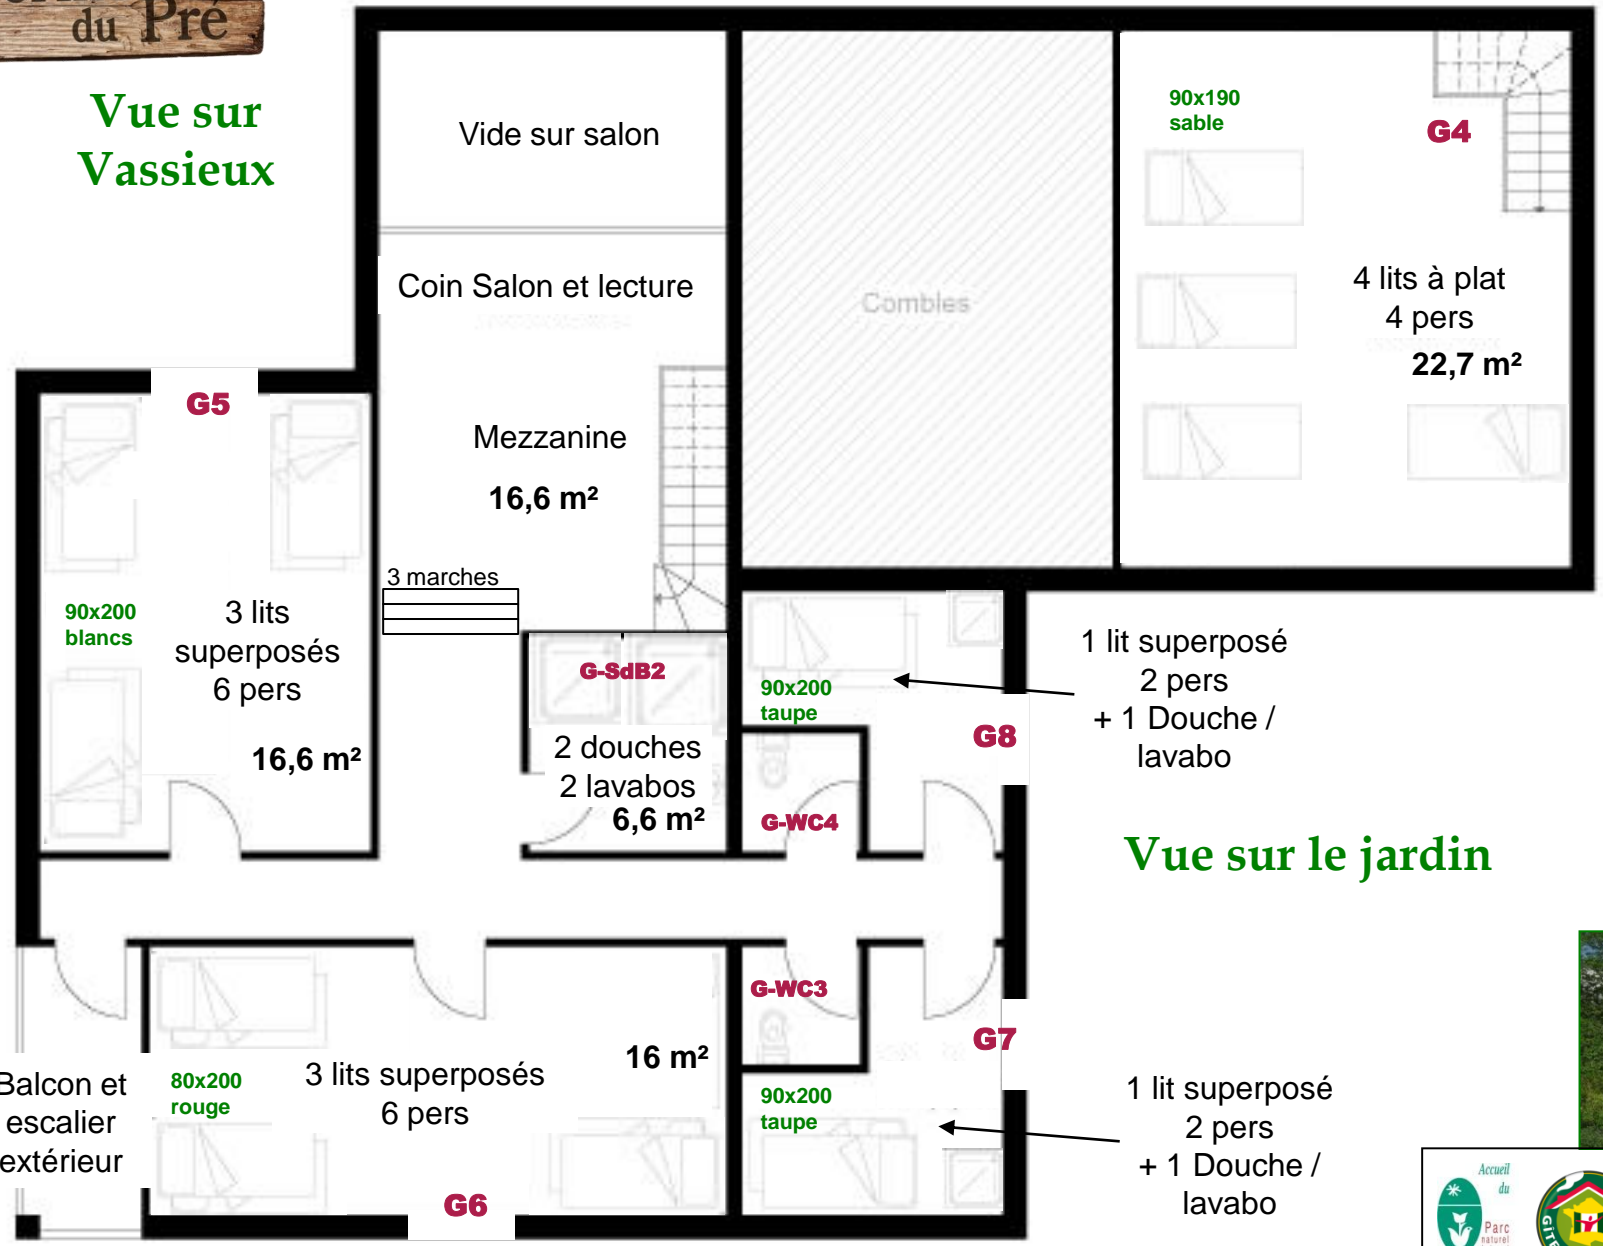 du Pré
Vue sur
Vassieux
Vide sur salon
Coin Salon et lecture
Mezzanine
16,6 m²
3 marches
Combles
90x190
sable
G4
4 lits à plat
4 pers
22,7 m²
G5
90x200
blancs
3 lits
superposés
6 pers
16,6 m²
G-SdB2
2 douches
2 lavabos
6,6 m²
90x200
taupe
G8
G-WC4
1 lit superposé
2 pers
+ 1 Douche /
lavabo
Vue sur le jardin
G-WC3
G7
90x200
taupe
1 lit superposé
2 pers
+ 1 Douche /
lavabo
Balcon et
escalier
extérieur
80x200
rouge
3 lits superposés
6 pers
16 m²
G6
Accueil
du
Parc
naturel
GÎTE